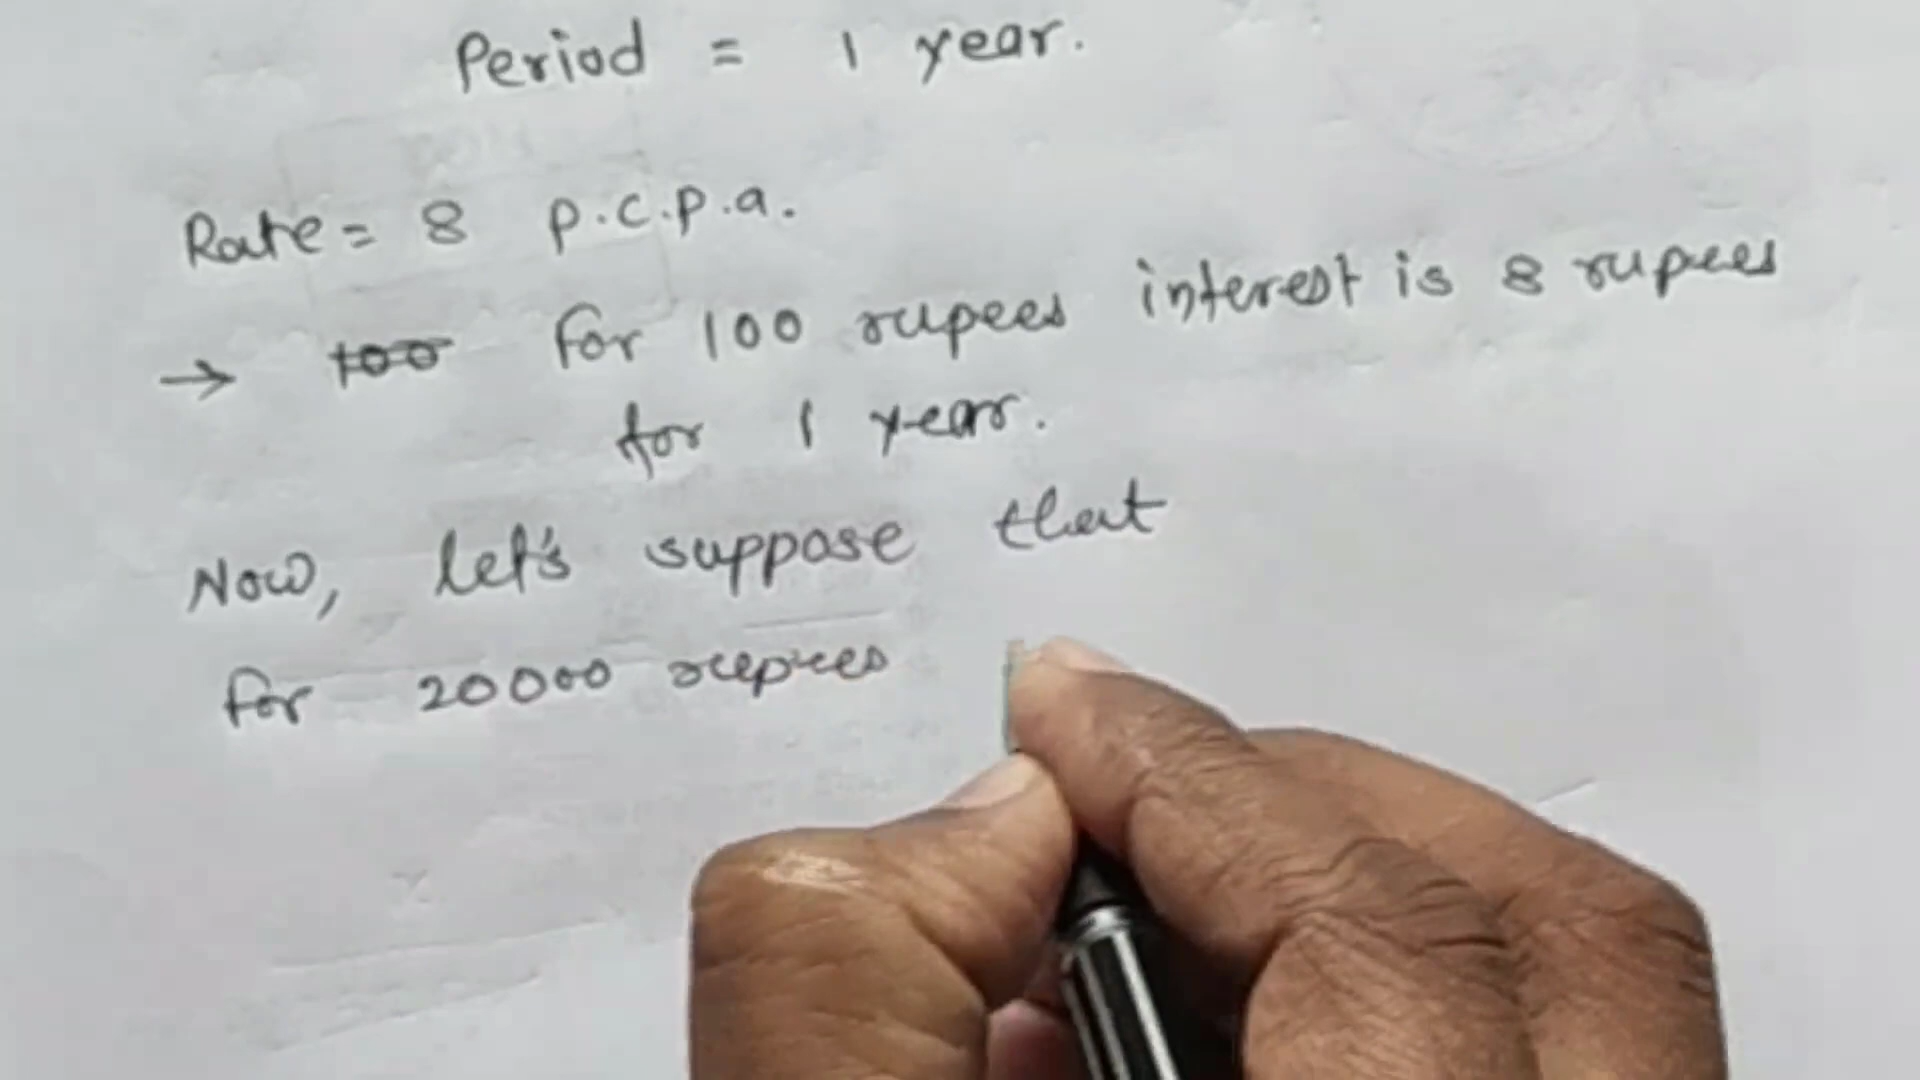 Period = 1 year.
Rate = 8 p.c.p.a.
→ 100 for 100 rupees interest is 8 rupees
for 1 year.
Now, let's suppose that
for 20000 rupees